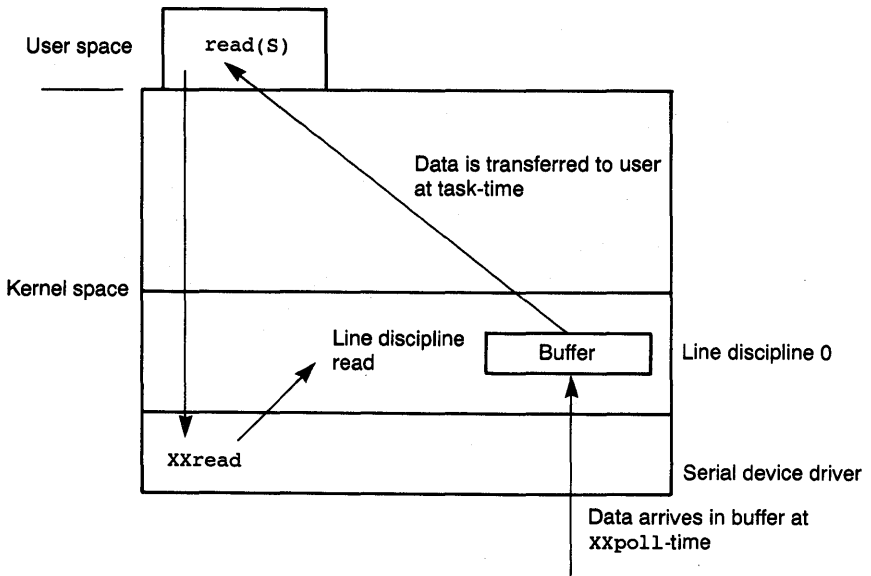 User space
read(S)
Data is transferred to user
at task-time
Kernel space
Line discipline
read
Buffer
Line discipline 0
XXread
Serial device driver
Data arrives in buffer at
XXpoll-time